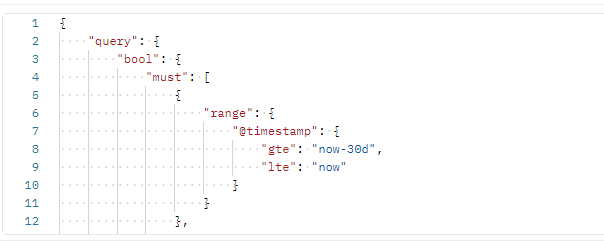 1 {
2     "query": {
3         "bool": {
4             "must": [
5                 {
6                     "range": {
7                         "@timestamp": {
8                             "gte": "now-30d",
9                             "lte": "now"
10                         }
11                     }
12                 },